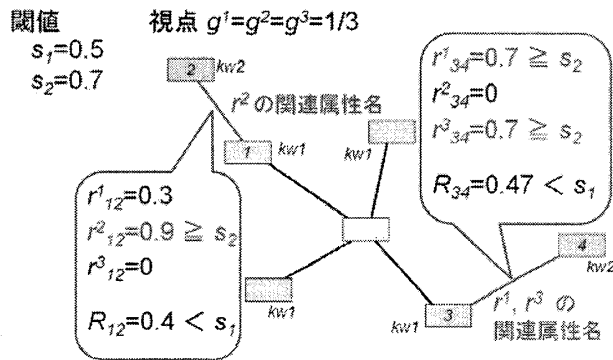 閾値
s1=0.5
s2=0.7
視点 g¹=g²=g³=1/3
2
kw2
r² の関連属性名
1
kw1
kw1
r¹34=0.7 ≧ s2
r²34=0
r³34=0.7 ≧ s2
R34=0.47 < s1
r¹12=0.3
r²12=0.9 ≧ s2
r³12=0
R12=0.4 < s1
kw1
kw1
3
4
kw2
r¹, r³ の
関連属性名